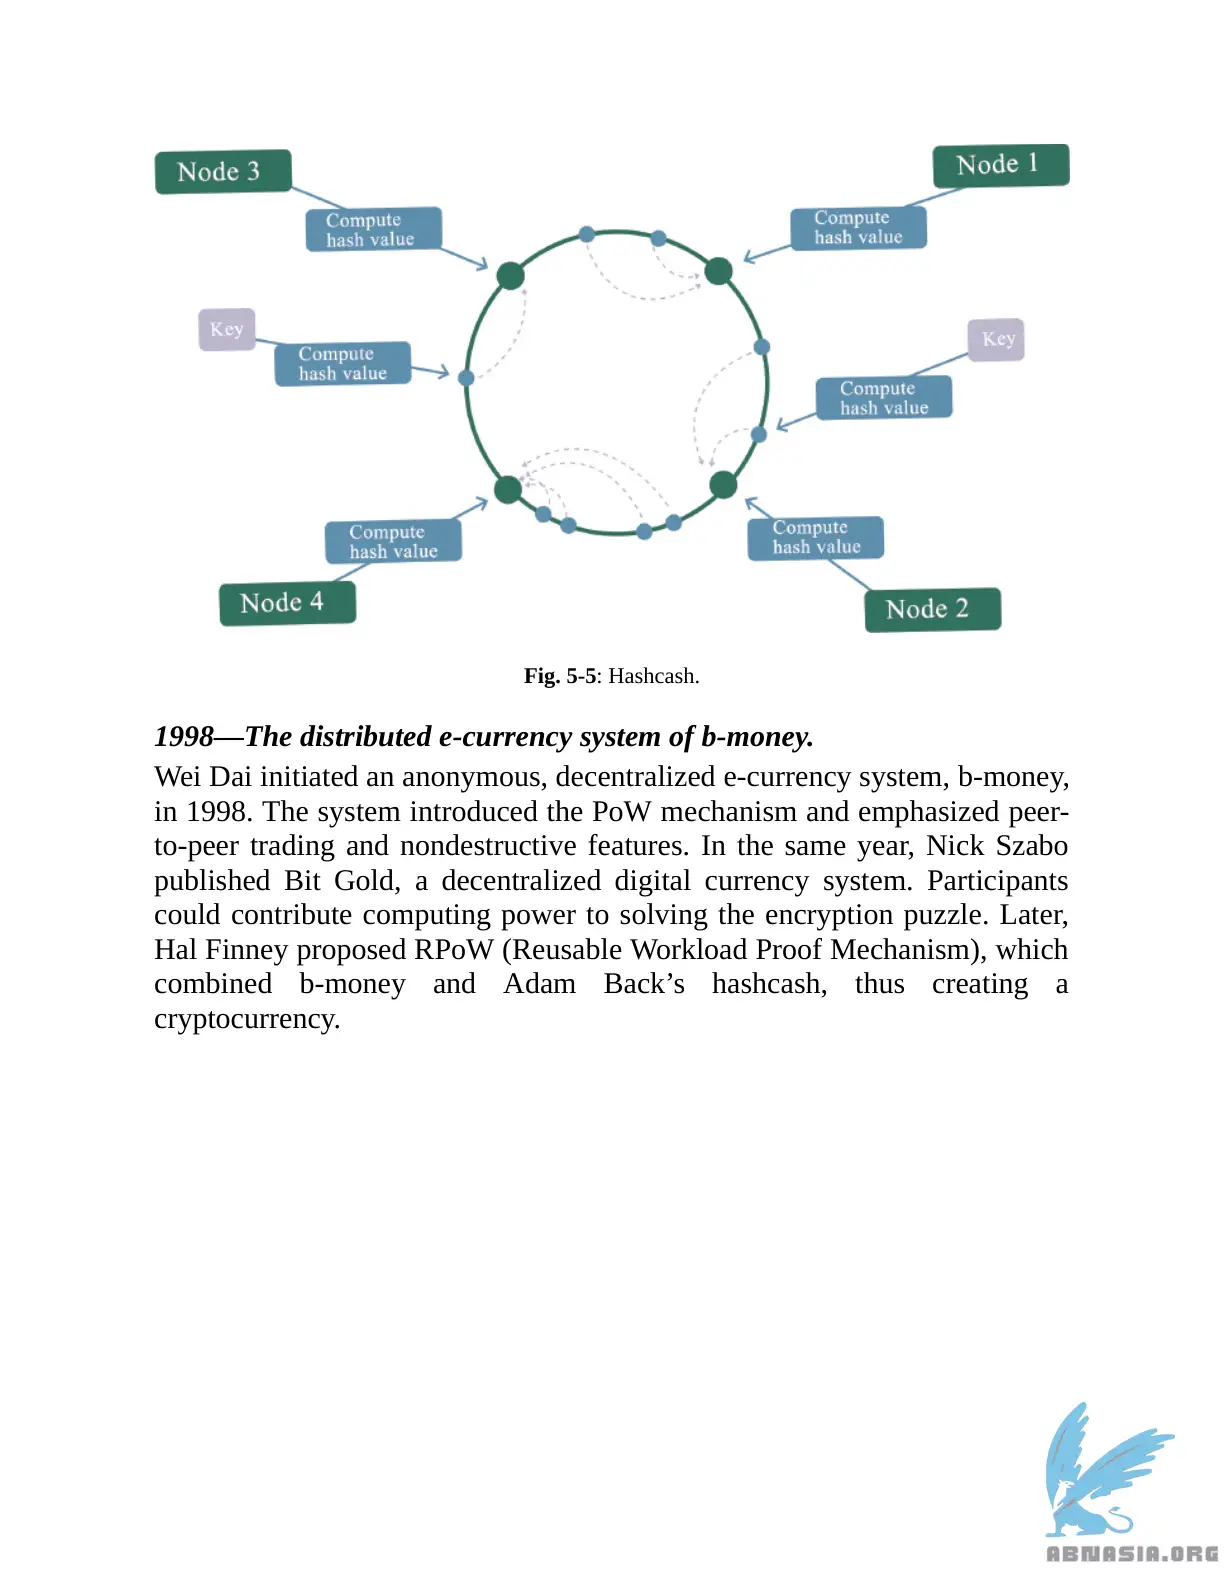 Node 3
Node 1
Compute
hash value
Compute
hash value
Key
Key
Compute
hash value
Compute
hash value
Compute
hash value
Compute
hash value
Node 4
Node 2
Fig. 5-5: Hashcash.
1998—The distributed e-currency system of b-money.
Wei Dai initiated an anonymous, decentralized e-currency system, b-money,
in 1998. The system introduced the PoW mechanism and emphasized peer-
to-peer trading and nondestructive features. In the same year, Nick Szabo
published Bit Gold, a decentralized digital currency system. Participants
could contribute computing power to solving the encryption puzzle. Later,
Hal Finney proposed RPoW (Reusable Workload Proof Mechanism), which
combined b-money and Adam Back’s hashcash, thus creating a
cryptocurrency.
ABNASIA.ORG